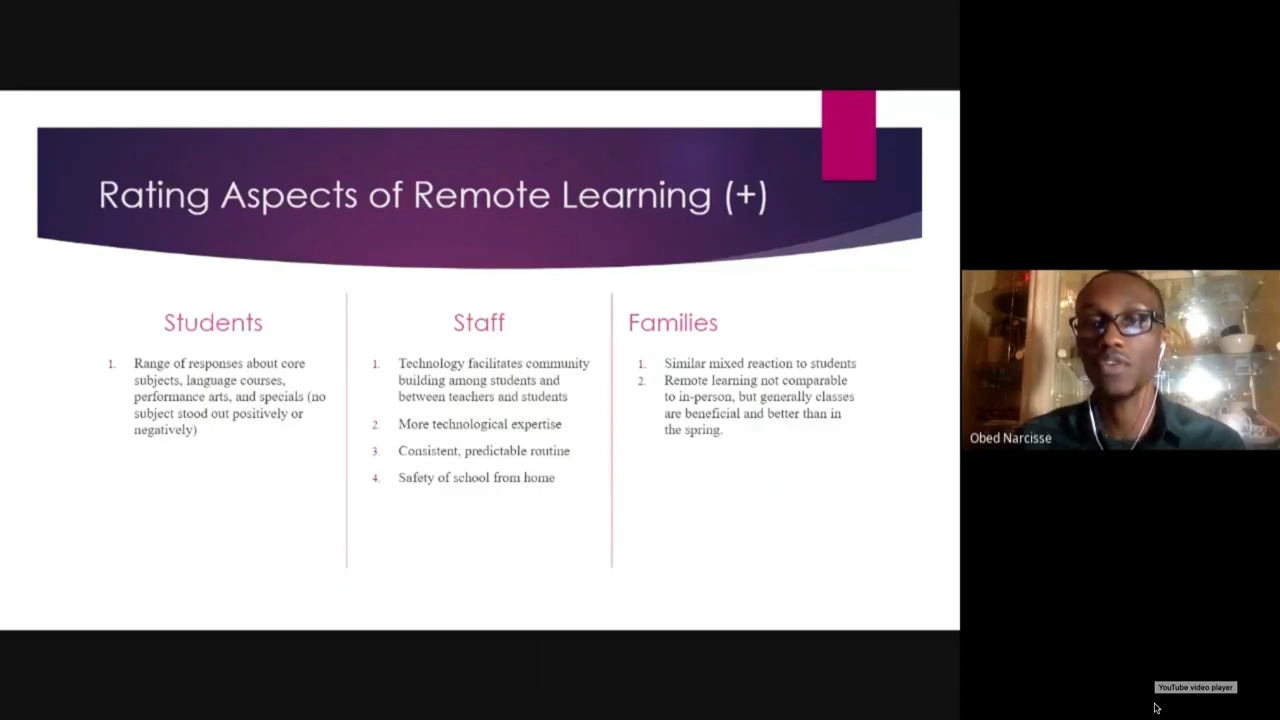 Rating Aspects of Remote Learning (+)
Students
1. Range of responses about core
subjects, language courses,
performance arts, and specials (no
subject stood out positively or
negatively)
Staff
1. Technology facilitates community
building among students and
between teachers and students
2. More technological expertise
3. Consistent, predictable routine
4. Safety of school from home
Families
1. Similar mixed reaction to students
2. Remote learning not comparable
to in-person, but generally classes
are beneficial and better than in
the spring.
Obed Narcisse
YouTube video player